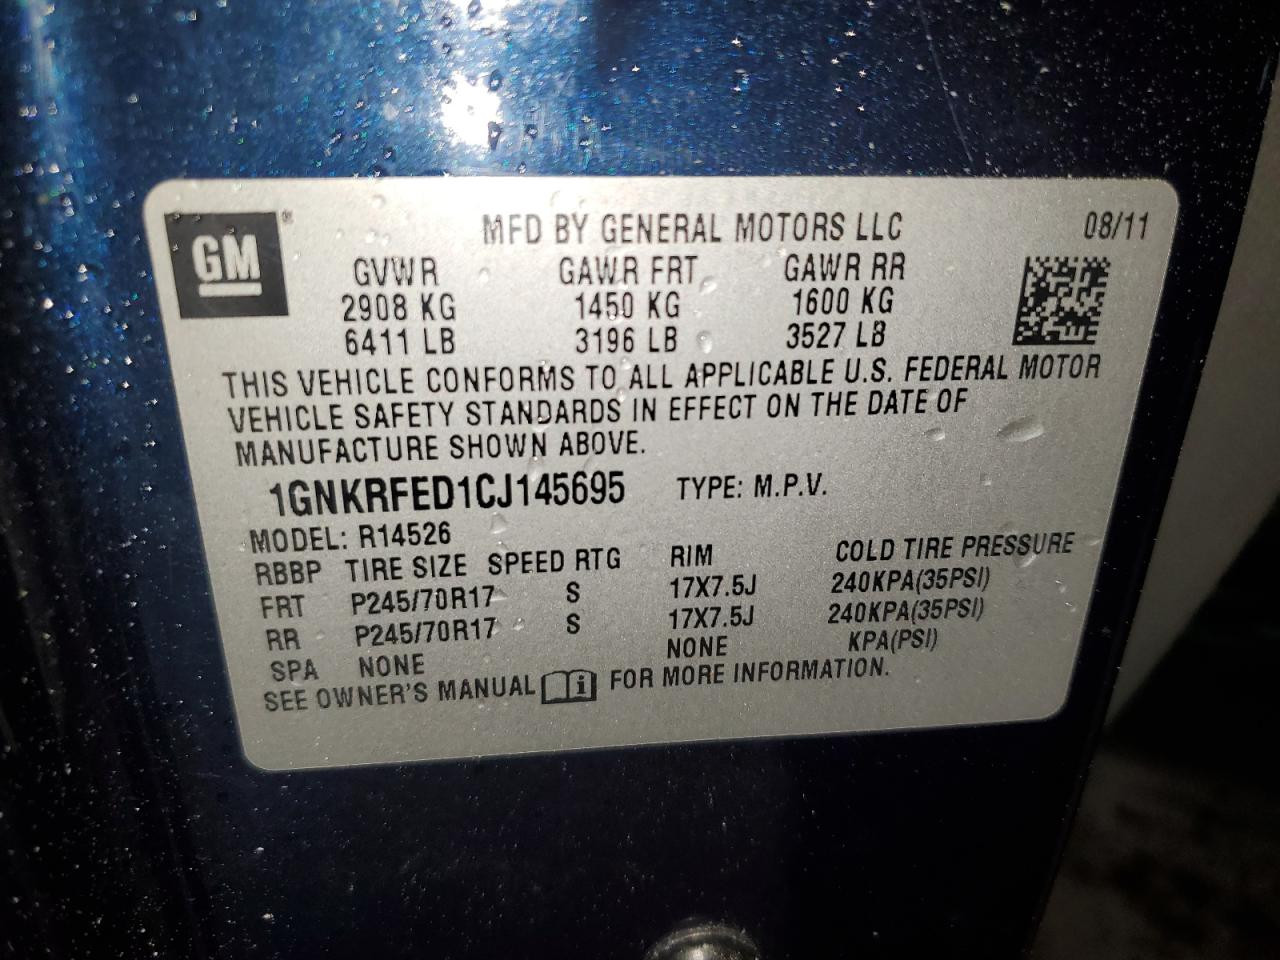 GM® MFD BY GENERAL MOTORS LLC 08/11
GVWR GAWR FRT GAWR RR
2908 KG 1450 KG 1600 KG
6411 LB 3196 LB 3527 LB
THIS VEHICLE CONFORMS TO ALL APPLICABLE U.S. FEDERAL MOTOR
VEHICLE SAFETY STANDARDS IN EFFECT ON THE DATE OF
MANUFACTURE SHOWN ABOVE.
1GNKRFED1CJ145695 TYPE: M.P.V.
MODEL: R14526
RBBP TIRE SIZE SPEED RTG RIM COLD TIRE PRESSURE
FRT P245/70R17 S 17X7.5J 240KPA(35PSI)
RR P245/70R17 S 17X7.5J 240KPA(35PSI)
SPA NONE NONE KPA(PSI)
SEE OWNER'S MANUAL i FOR MORE INFORMATION.